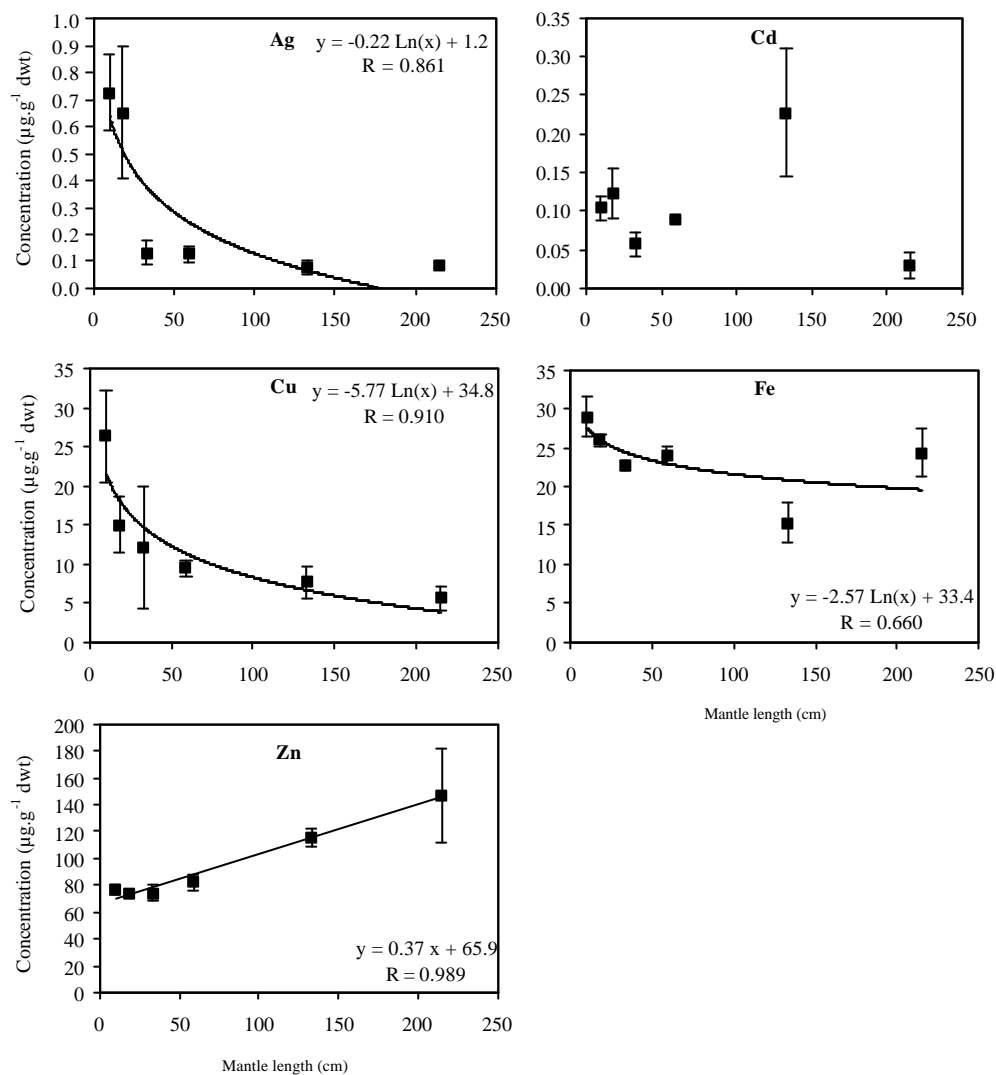 Ag
y = -0.22 Ln(x) + 1.2
R = 0.861
Concentration (µg.g-1 dwt)
1.0
0.9
0.8
0.7
0.6
0.5
0.4
0.3
0.2
0.1
0.0
0 50 100 150 200 250
Cd
0.35
0.30
0.25
0.20
0.15
0.10
0.05
0.00
0 50 100 150 200 250
Cu
y = -5.77 Ln(x) + 34.8
R = 0.910
Concentration (µg.g-1 dwt)
35
30
25
20
15
10
5
0
0 50 100 150 200 250
Fe
35
30
25
20
15
10
5
0
y = -2.57 Ln(x) + 33.4
R = 0.660
0 50 100 150 200 250
Mantle length (cm)
Zn
Concentration (µg.g-1 dwt)
200
180
160
140
120
100
80
60
40
20
0
y = 0.37 x + 65.9
R = 0.989
0 50 100 150 200 250
Mantle length (cm)